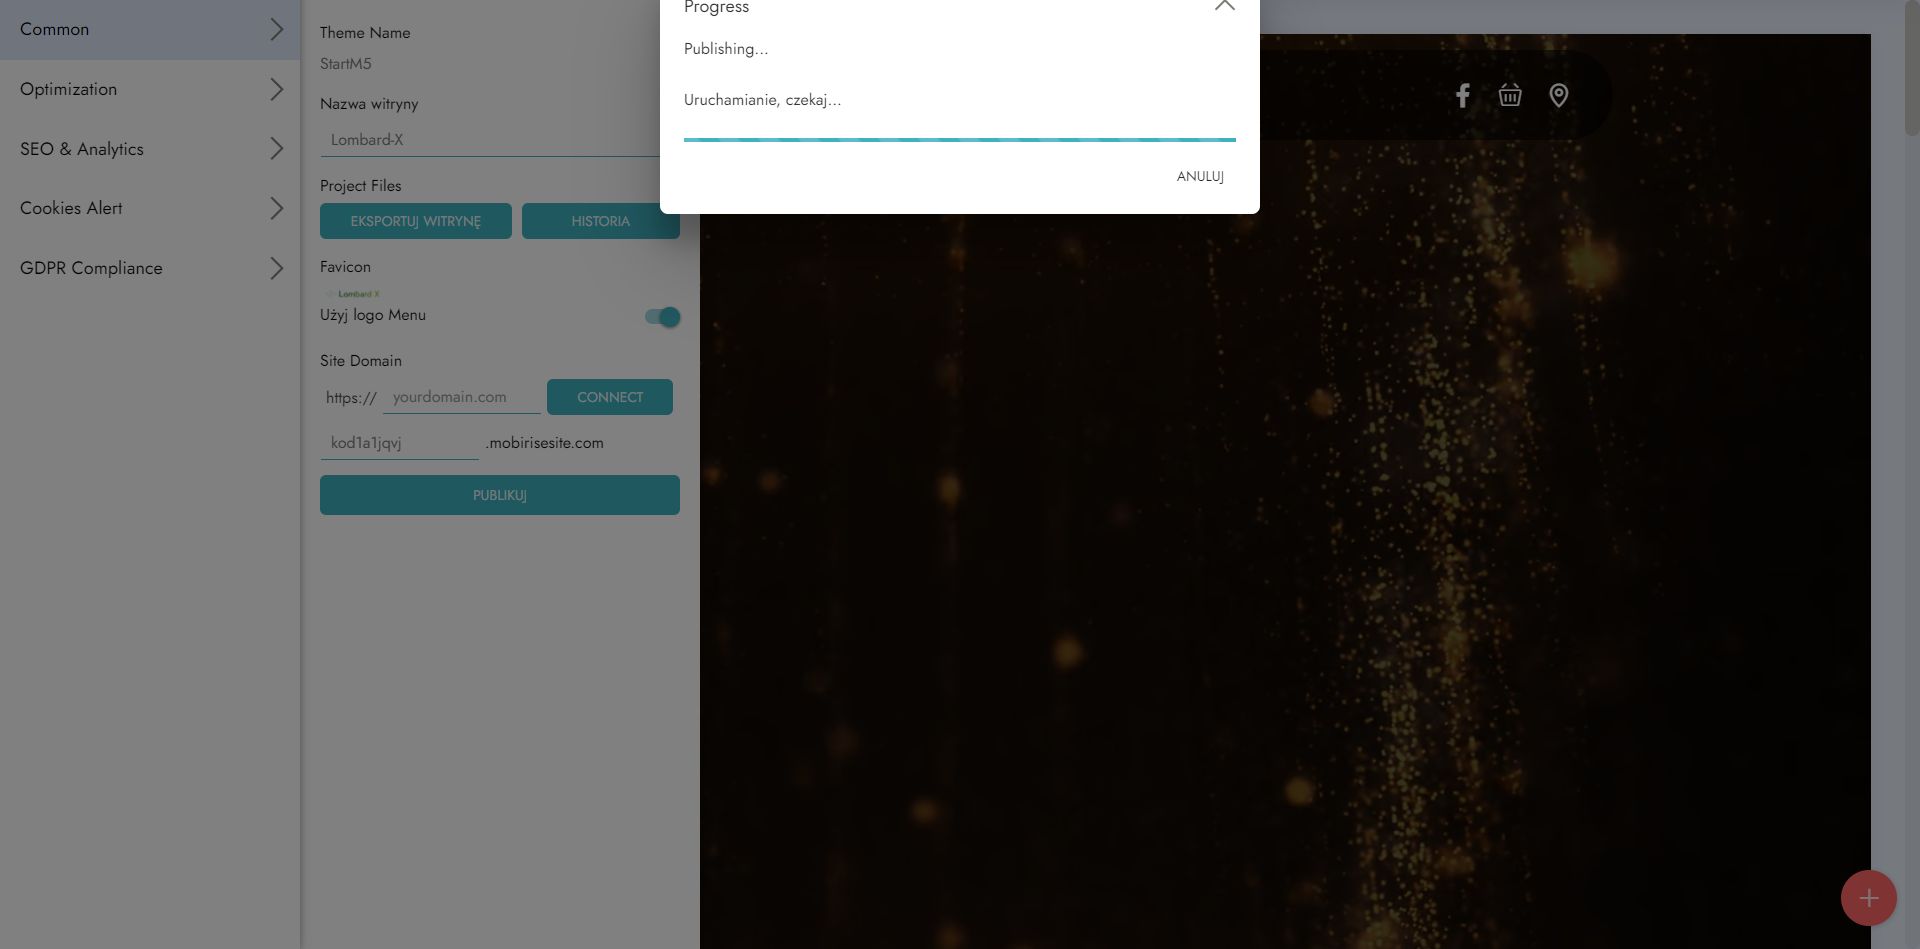 Common
Optimization
SEO & Analytics
Cookies Alert
GDPR Compliance
Theme Name
StartM5
Nazwa witryny
Lombard-X
Project Files
EKSPORTUJ WITRYNĘ
HISTORIA
Favicon
Lombard X
Użyj logo Menu
Site Domain
https:// yourdomain.com CONNECT
kod1a1jqvj .mobirisesite.com
PUBLIKUJ
Progress
Publishing...
Uruchamianie, czekaj...
ANULUJ